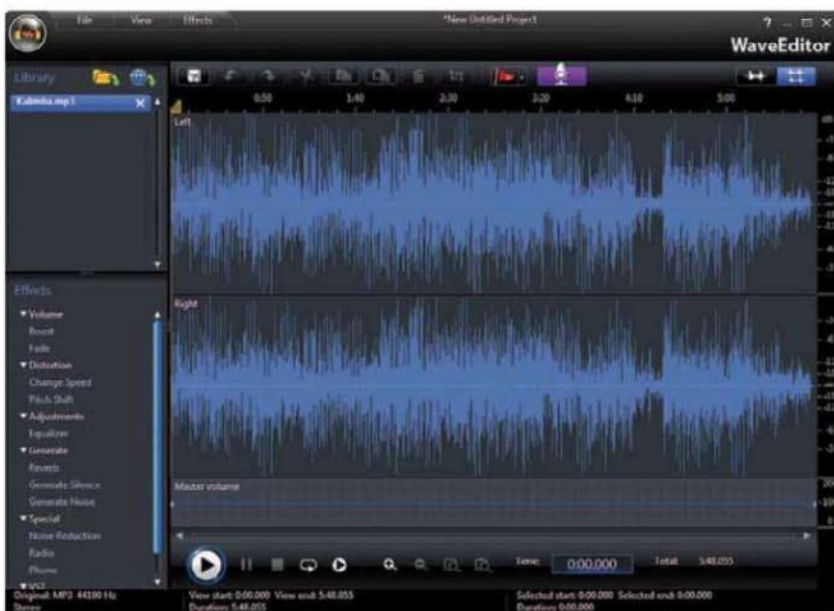 File View Effects *New Untitled Project
WaveEditor
Library
Kalimba.mp3
0:50 1:40 2:30 3:20 4:10 5:00
Left
dB
Effects
Volume
Boost
Fade
Distortion
Change Speed
Pitch Shift
Adjustments
Equalizer
Generate
Reverb
Generate Silence
Generate Noise
Special
Noise Reduction
Radio
Phone
VST
Right
Master volume
Time: 0:00.000 Total: 5:48.055
Original: MP3 44100 Hz
Stereo
View start: 0:00.000 View end: 5:48.055
Duration: 5:48.055
Selected start: 0:00.000 Selected end: 0:00.000
Duration: 0:00.000